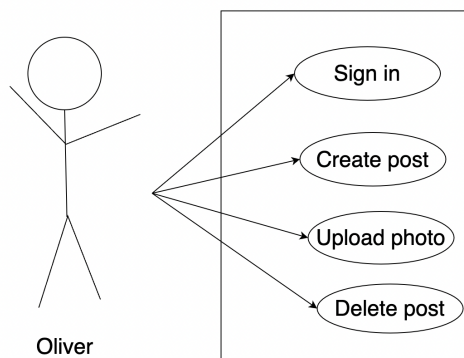 Sign in
Create post
Upload photo
Delete post
Oliver